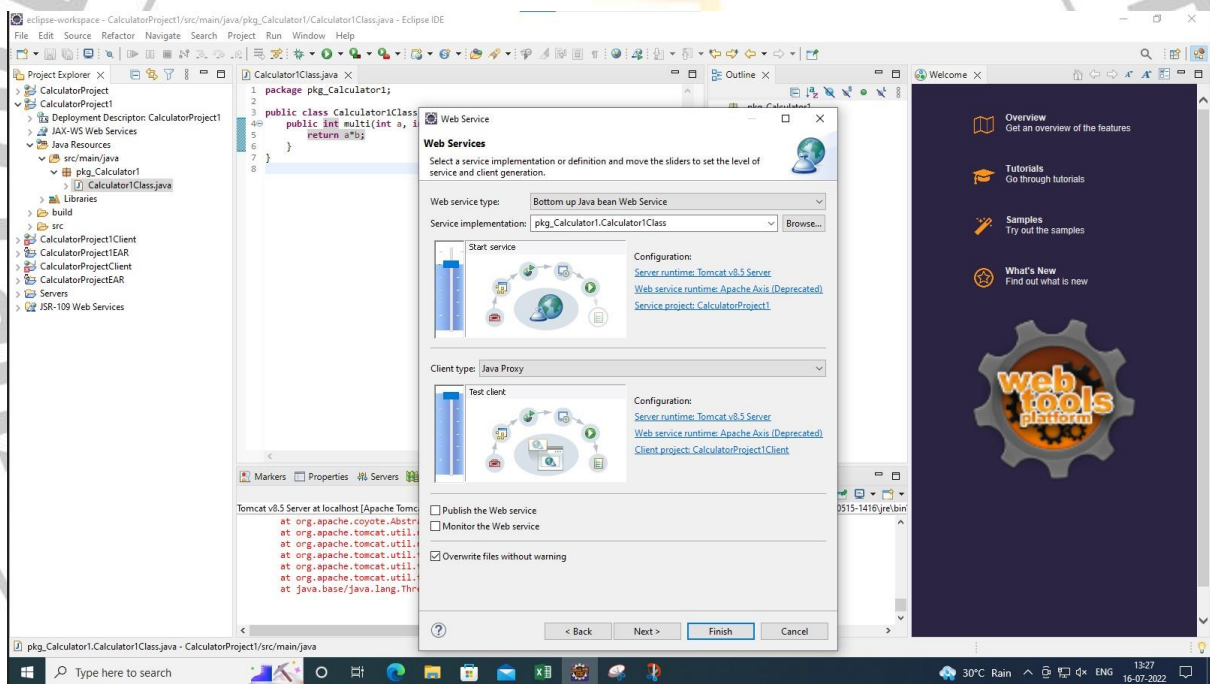 eclipse-workspace - CalculatorProject1/src/main/java/pkg_Calculator1/Calculator1Class.java - Eclipse IDE
File Edit Source Refactor Navigate Search Project Run Window Help
Project Explorer
CalculatorProject
CalculatorProject1
Deployment Descriptor: CalculatorProject1
JAX-WS Web Services
Java Resources
src/main/java
pkg_Calculator1
Calculator1Class.java
Libraries
build
src
CalculatorProject1Client
CalculatorProject1EAR
CalculatorProjectClient
CalculatorProjectEAR
Servers
JSR-109 Web Services
Calculator1Class.java
1 package pkg_Calculator1;
2
3 public class Calculator1Class
4 public int multi(int a, i
5 return a*b;
6 }
7 }
8
Outline
pkg_Calculator1
Web Service
Web Services
Select a service implementation or definition and move the sliders to set the level of
service and client generation.
Web service type: Bottom up Java bean Web Service
Service implementation: pkg_Calculator1.Calculator1Class Browse...
Start service
Configuration:
Server runtime: Tomcat v8.5 Server
Web service runtime: Apache Axis (Deprecated)
Service project: CalculatorProject1
Client type: Java Proxy
Test client
Configuration:
Server runtime: Tomcat v8.5 Server
Web service runtime: Apache Axis (Deprecated)
Client project: CalculatorProject1Client
Publish the Web service
Monitor the Web service
Overwrite files without warning
< Back Next > Finish Cancel
Markers Properties Servers
Tomcat v8.5 Server at localhost [Apache Tomc
0515-1416\jre\bin
at org.apache.coyote.Abstr
at org.apache.tomcat.util.
at org.apache.tomcat.util.
at org.apache.tomcat.util.
at org.apache.tomcat.util.
at org.apache.tomcat.util.
at java.base/java.lang.Thre
Welcome
Overview
Get an overview of the features
Tutorials
Go through tutorials
Samples
Try out the samples
What's New
Find out what is new
web
tools
platform
pkg_Calculator1.Calculator1Class.java - CalculatorProject1/src/main/java
Type here to search
30°C Rain ENG 13:27
16-07-2022